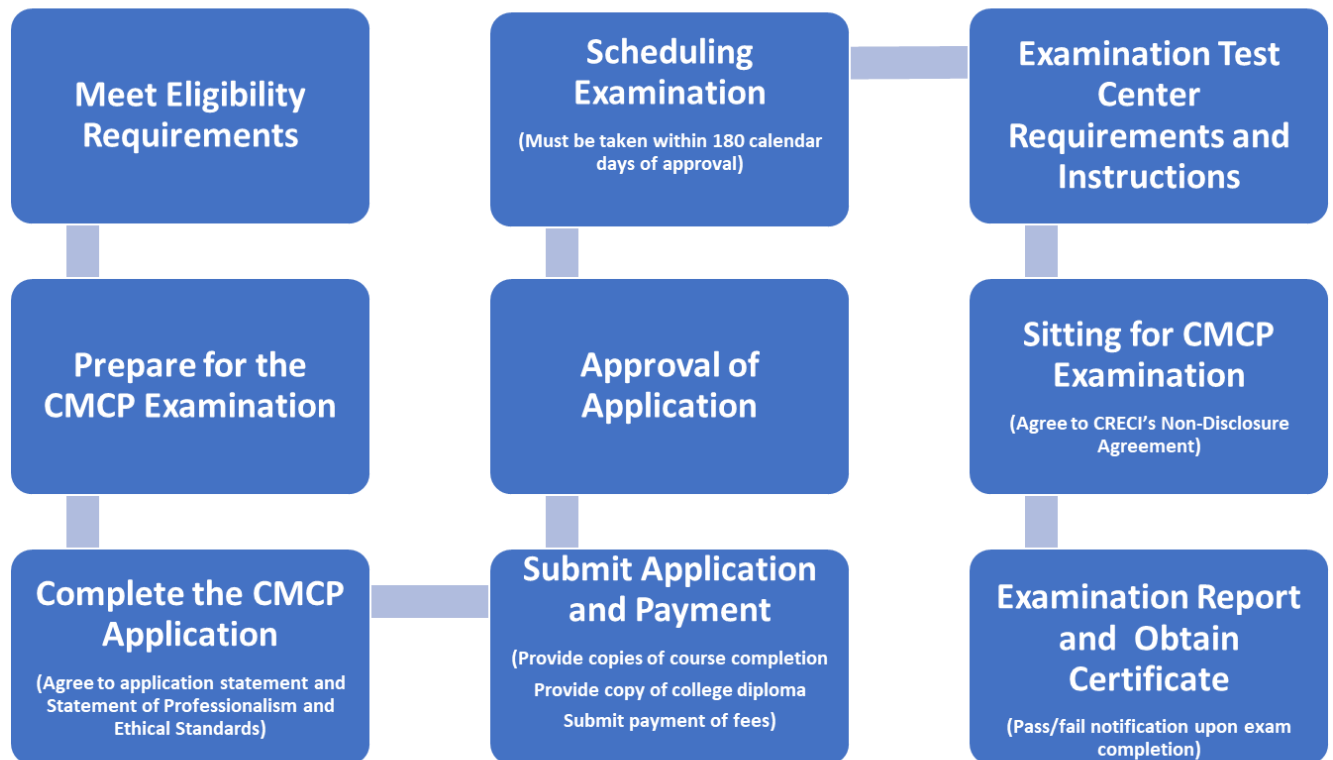 Meet Eligibility
Requirements
Prepare for the
CMCP Examination
Complete the CMCP
Application
(Agree to application statement and
Statement of Professionalism and
Ethical Standards)
Submit Application
and Payment
(Provide copies of course completion
Provide copy of college diploma
Submit payment of fees)
Approval of
Application
Scheduling
Examination
(Must be taken within 180 calendar
days of approval)
Examination Test
Center
Requirements and
Instructions
Sitting for CMCP
Examination
(Agree to CRECI’s Non-Disclosure
Agreement)
Examination Report
and Obtain
Certificate
(Pass/fail notification upon exam
completion)